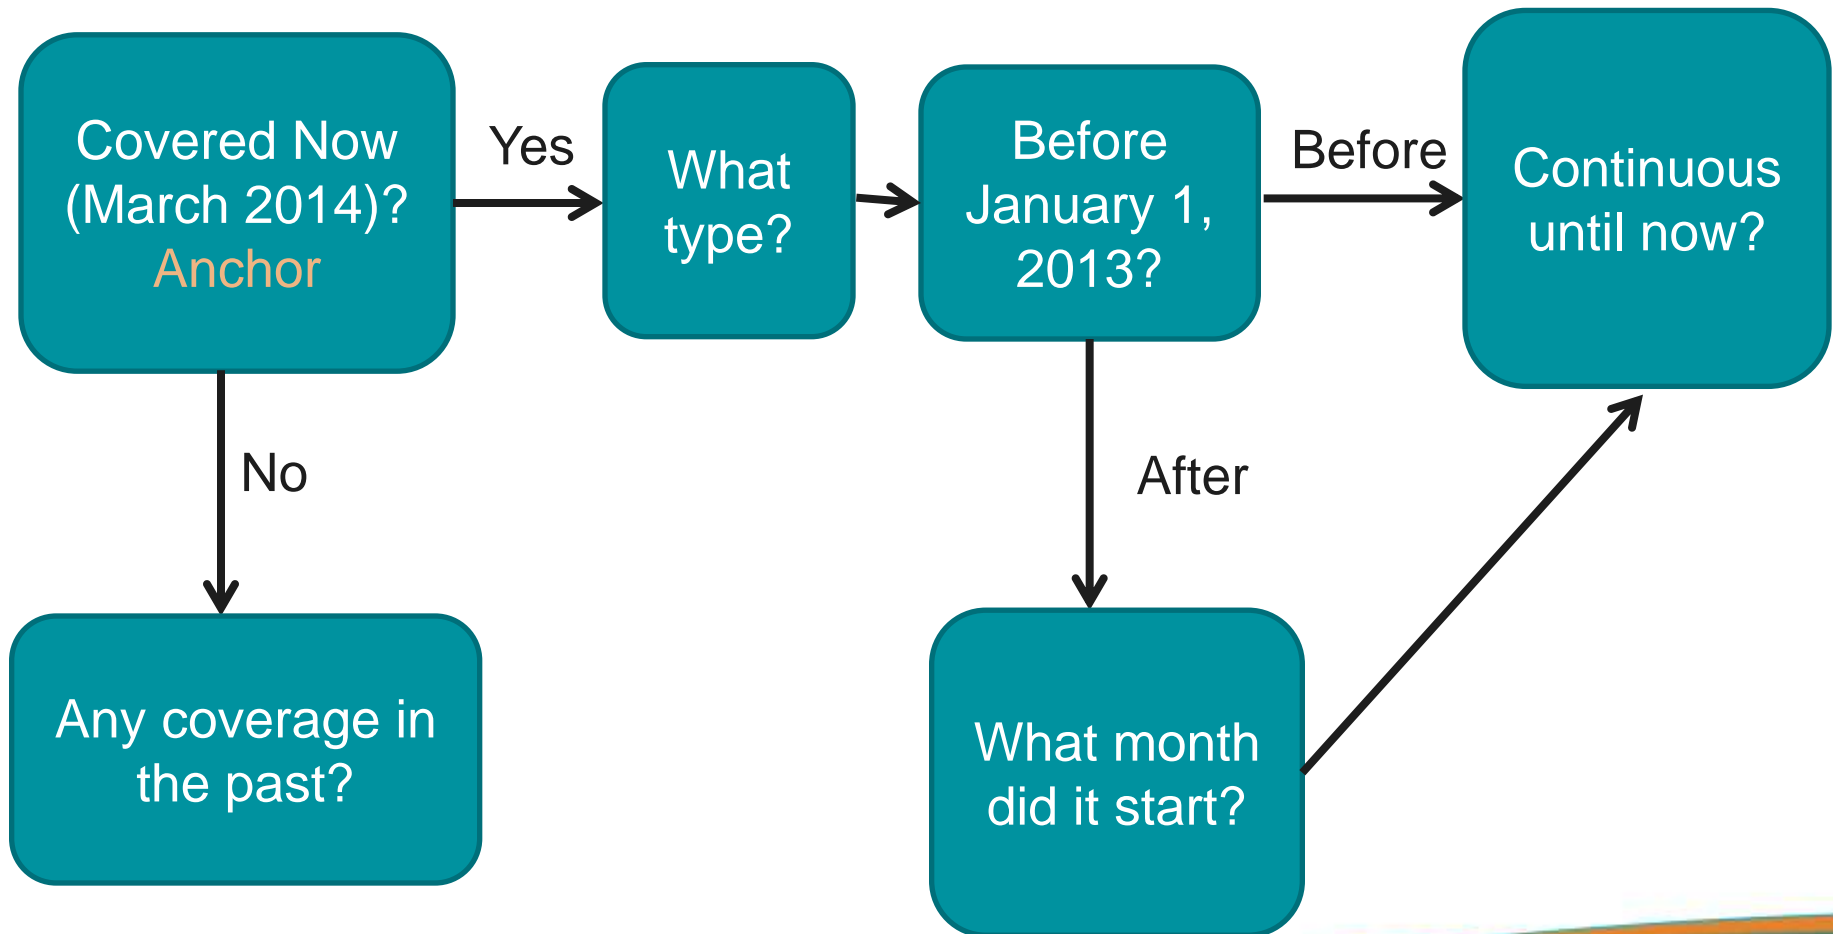 Covered Now
(March 2014)?
Anchor
Yes
What
type?
Before
January 1,
2013?
Before
Continuous
until now?
No
After
Any coverage in
the past?
What month
did it start?